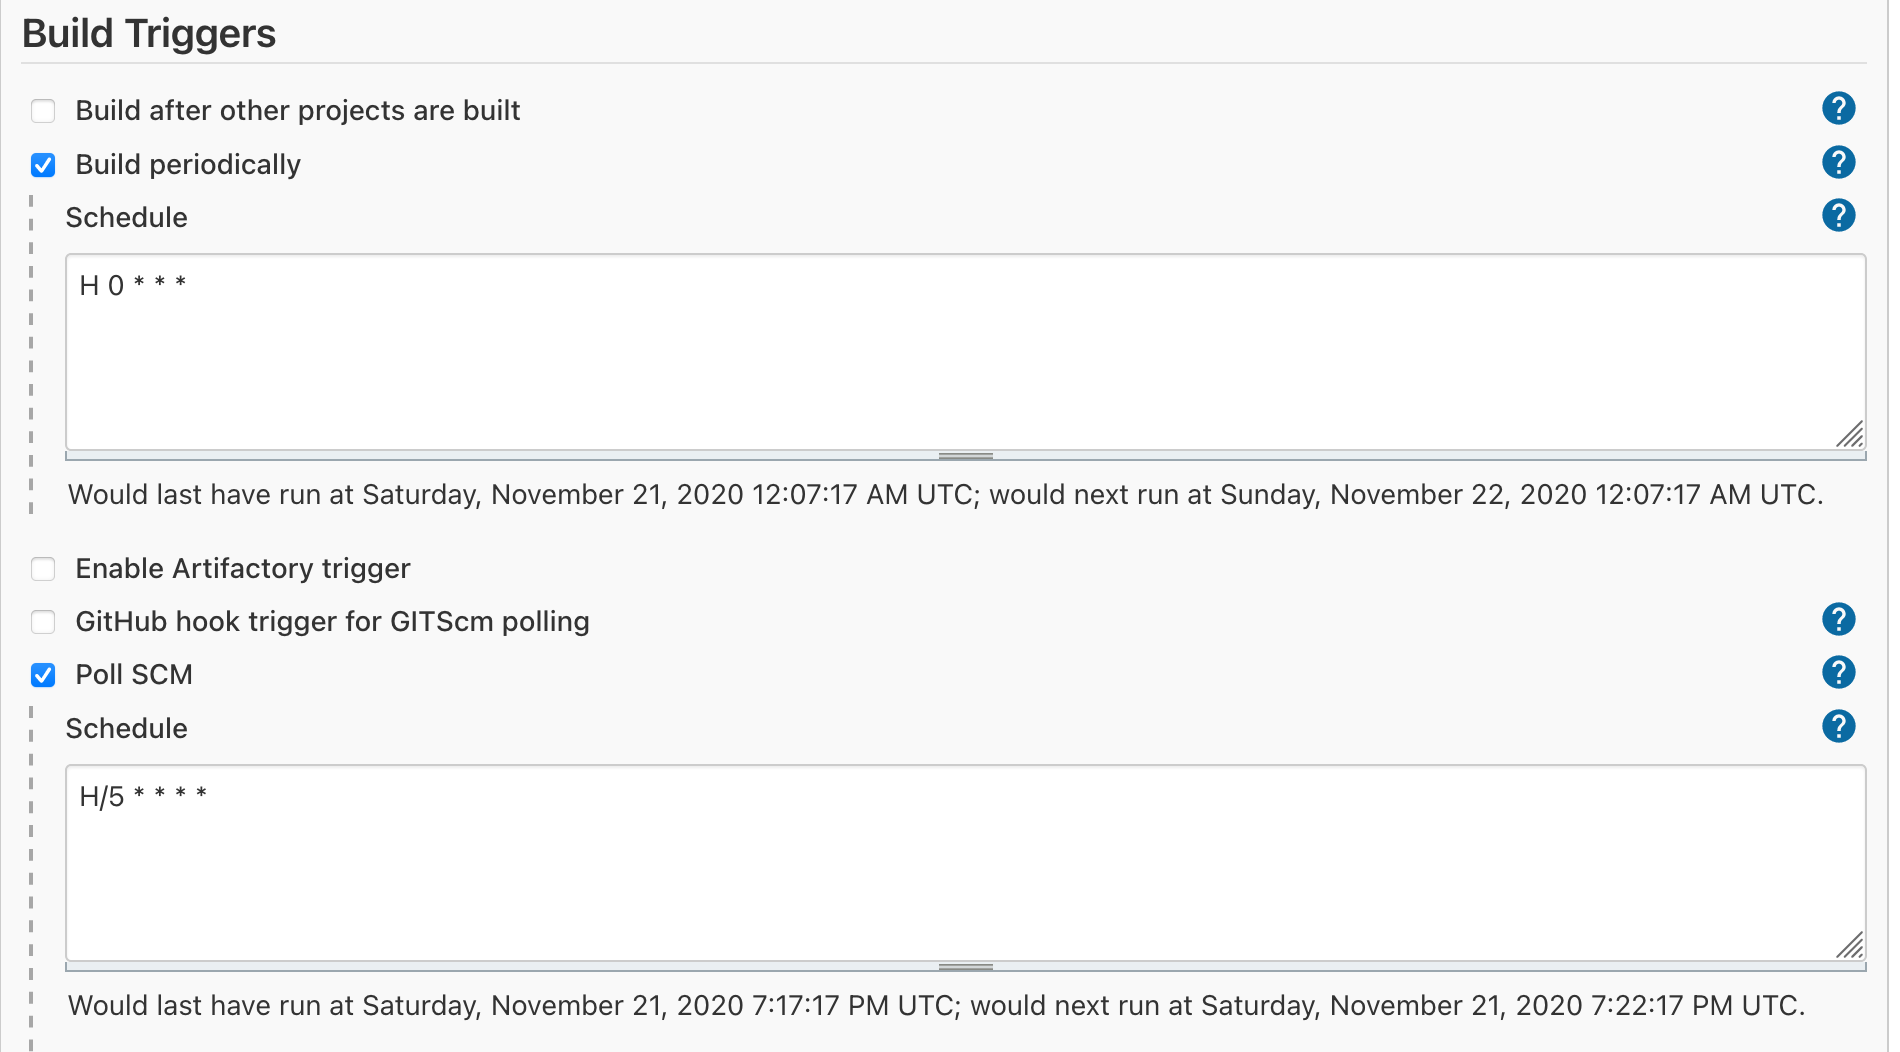 Build Triggers
Build after other projects are built
?
Build periodically
?
Schedule
?
H 0 * * *
Would last have run at Saturday, November 21, 2020 12:07:17 AM UTC; would next run at Sunday, November 22, 2020 12:07:17 AM UTC.
Enable Artifactory trigger
GitHub hook trigger for GITScm polling
?
Poll SCM
?
Schedule
?
H/5 * * * *
Would last have run at Saturday, November 21, 2020 7:17:17 PM UTC; would next run at Saturday, November 21, 2020 7:22:17 PM UTC.